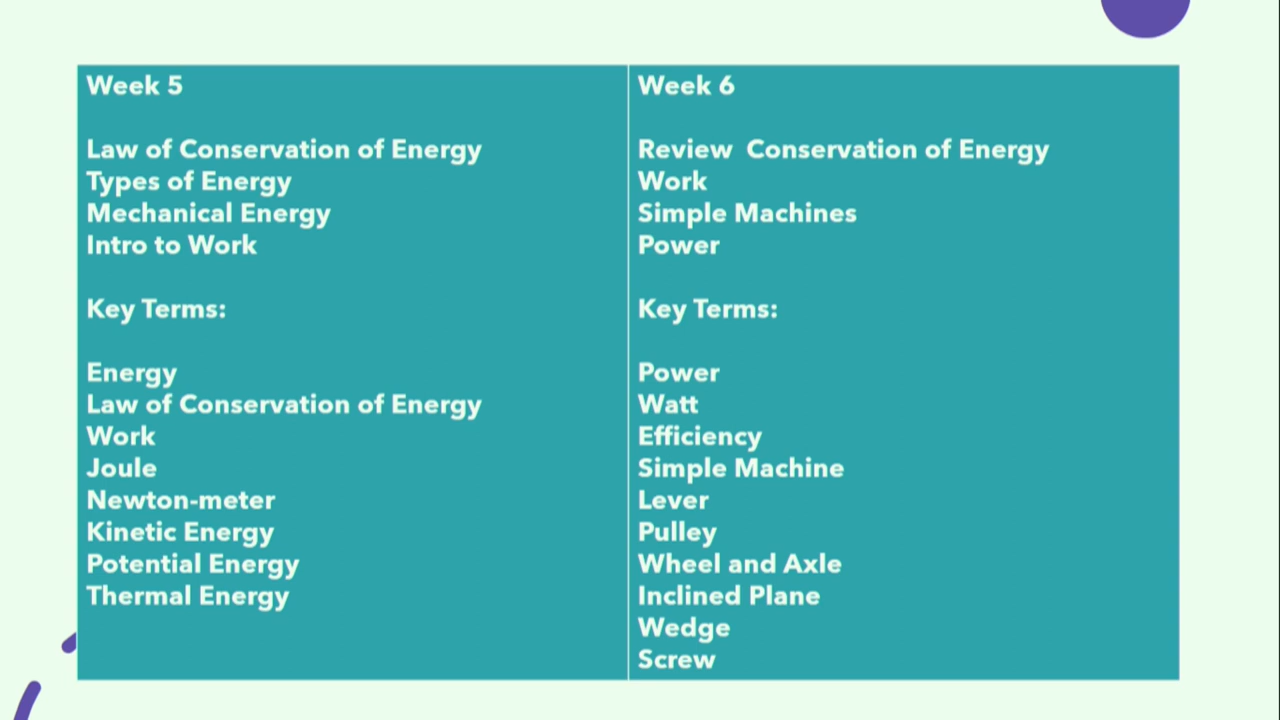 Week 5
Law of Conservation of Energy
Types of Energy
Mechanical Energy
Intro to Work
Key Terms:
Energy
Law of Conservation of Energy
Work
Joule
Newton-meter
Kinetic Energy
Potential Energy
Thermal Energy
Week 6
Review  Conservation of Energy
Work
Simple Machines
Power
Key Terms:
Power
Watt
Efficiency
Simple Machine
Lever
Pulley
Wheel and Axle
Inclined Plane
Wedge
Screw